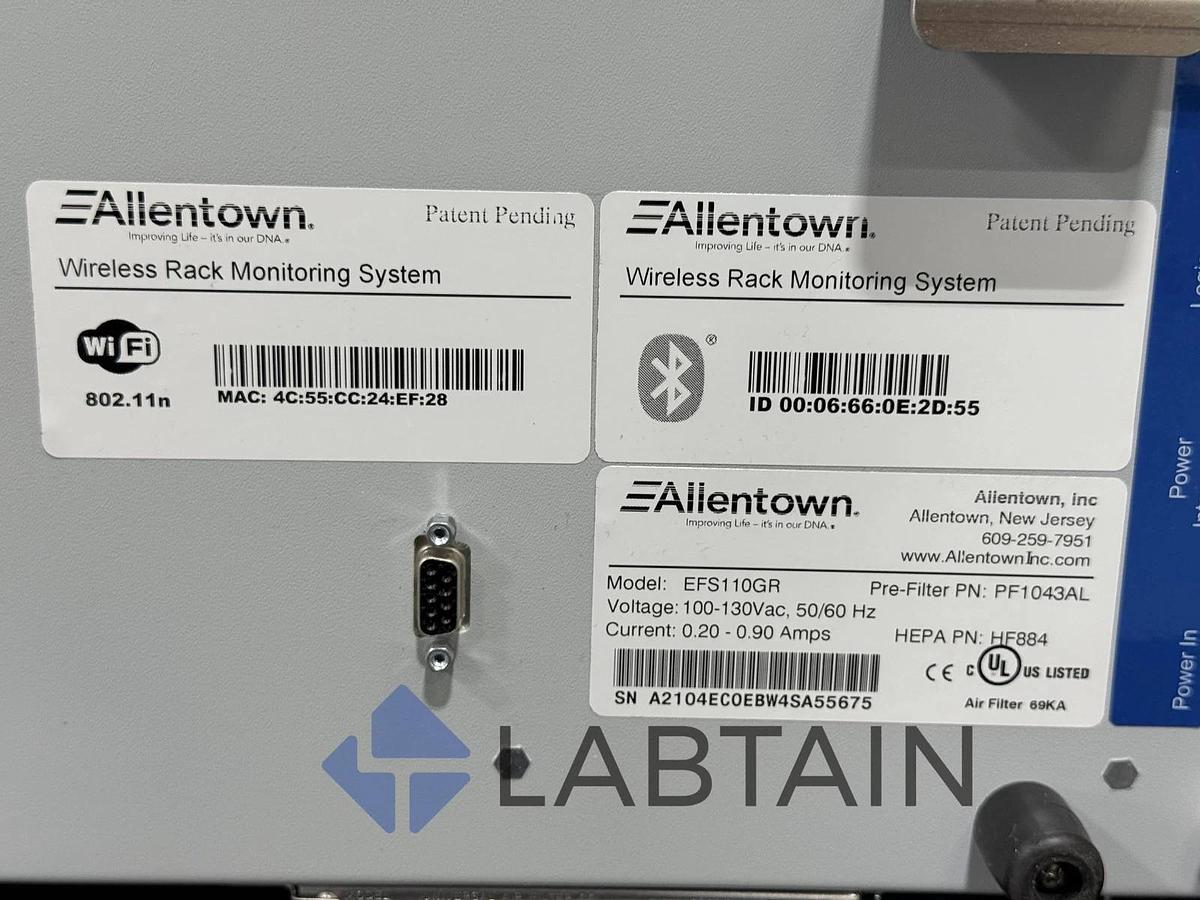 Allentown®
Improving Life – it's in our DNA.®
Patent Pending
Wireless Rack Monitoring System
WiFi
802.11n
MAC: 4C:55:CC:24:EF:28
Allentown®
Improving Life – it's in our DNA.®
Patent Pending
Wireless Rack Monitoring System
®
ID 00:06:66:0E:2D:55
Allentown®
Improving Life – it's in our DNA.®
Allentown, inc
Allentown, New Jersey
609-259-7951
www.AllentownInc.com
Model: EFS110GR
Pre-Filter PN: PF1043AL
Voltage: 100-130Vac, 50/60 Hz
Current: 0.20 - 0.90 Amps
HEPA PN: HF884
SN A2104ECOEBW4SA55675
CE C UL US LISTED
Air Filter 69KA
Power
Power In
LABTAIN